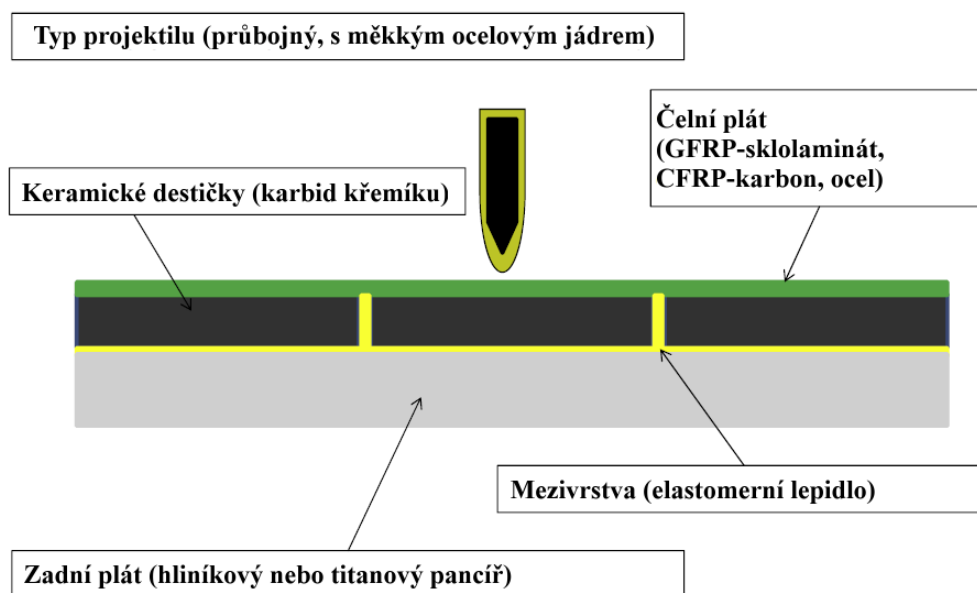 Typ projektilu (průbojný, s měkkým ocelovým jádrem)
Čelní plát
(GFRP-sklolaminát,
CFRP-karbon, ocel)
Keramické destičky (karbid křemíku)
Mezivrstva (elastomerní lepidlo)
Zadní plát (hliníkový nebo titanový pancíř)